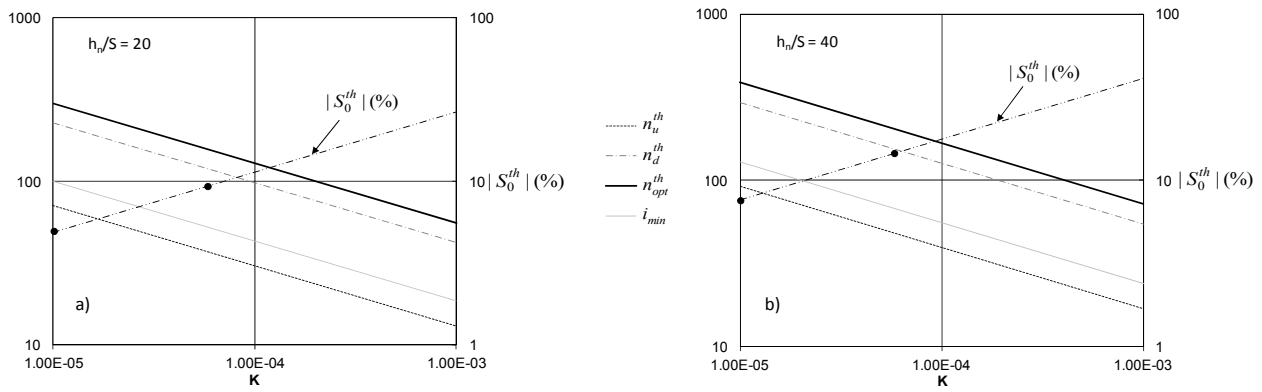 1000
100
10
h_n/S = 20
|S_0^th|(%)
a)
1.00E-05
1.00E-04
1.00E-03
K
100
10
1
|S_0^th|(%)
n_u^th
n_d^th
n_opt^th
i_min
1000
100
10
h_n/S = 40
|S_0^th|(%)
b)
1.00E-05
1.00E-04
1.00E-03
K
100
10
1
|S_0^th|(%)